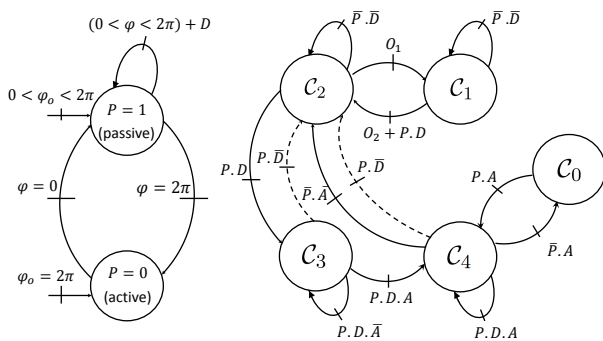 (0 < φ < 2π) + D
0 < φₒ < 2π
P = 1
(passive)
φ = 0
φ = 2π
φₒ = 2π
P = 0
(active)
P̄.D̄
P̄.D̄
O₁
𝒞₂
𝒞₁
O₂ + P.D
P.D
P.D̄
P̄.Ā
P.D̄
P.A
𝒞₀
P̄.A
𝒞₃
𝒞₄
P.D.A
P.D.Ā
P.D.A